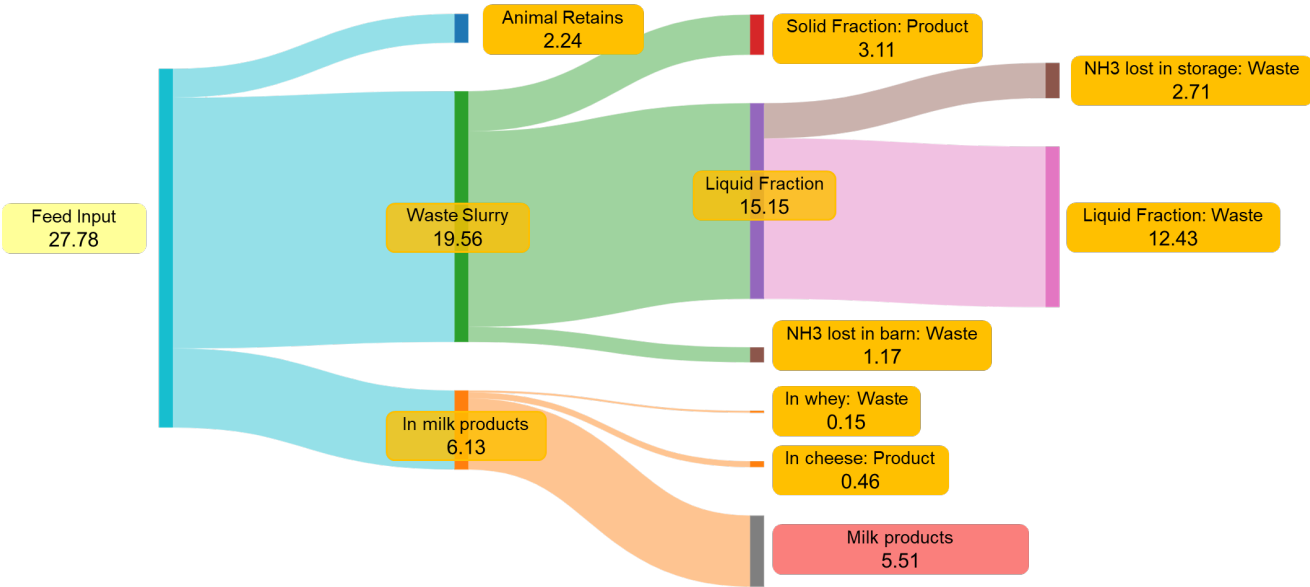 Feed Input
27.78
Animal Retains
2.24
Waste Slurry
19.56
In milk products
6.13
Solid Fraction: Product
3.11
Liquid Fraction
15.15
NH3 lost in barn: Waste
1.17
In whey: Waste
0.15
In cheese: Product
0.46
Milk products
5.51
NH3 lost in storage: Waste
2.71
Liquid Fraction: Waste
12.43